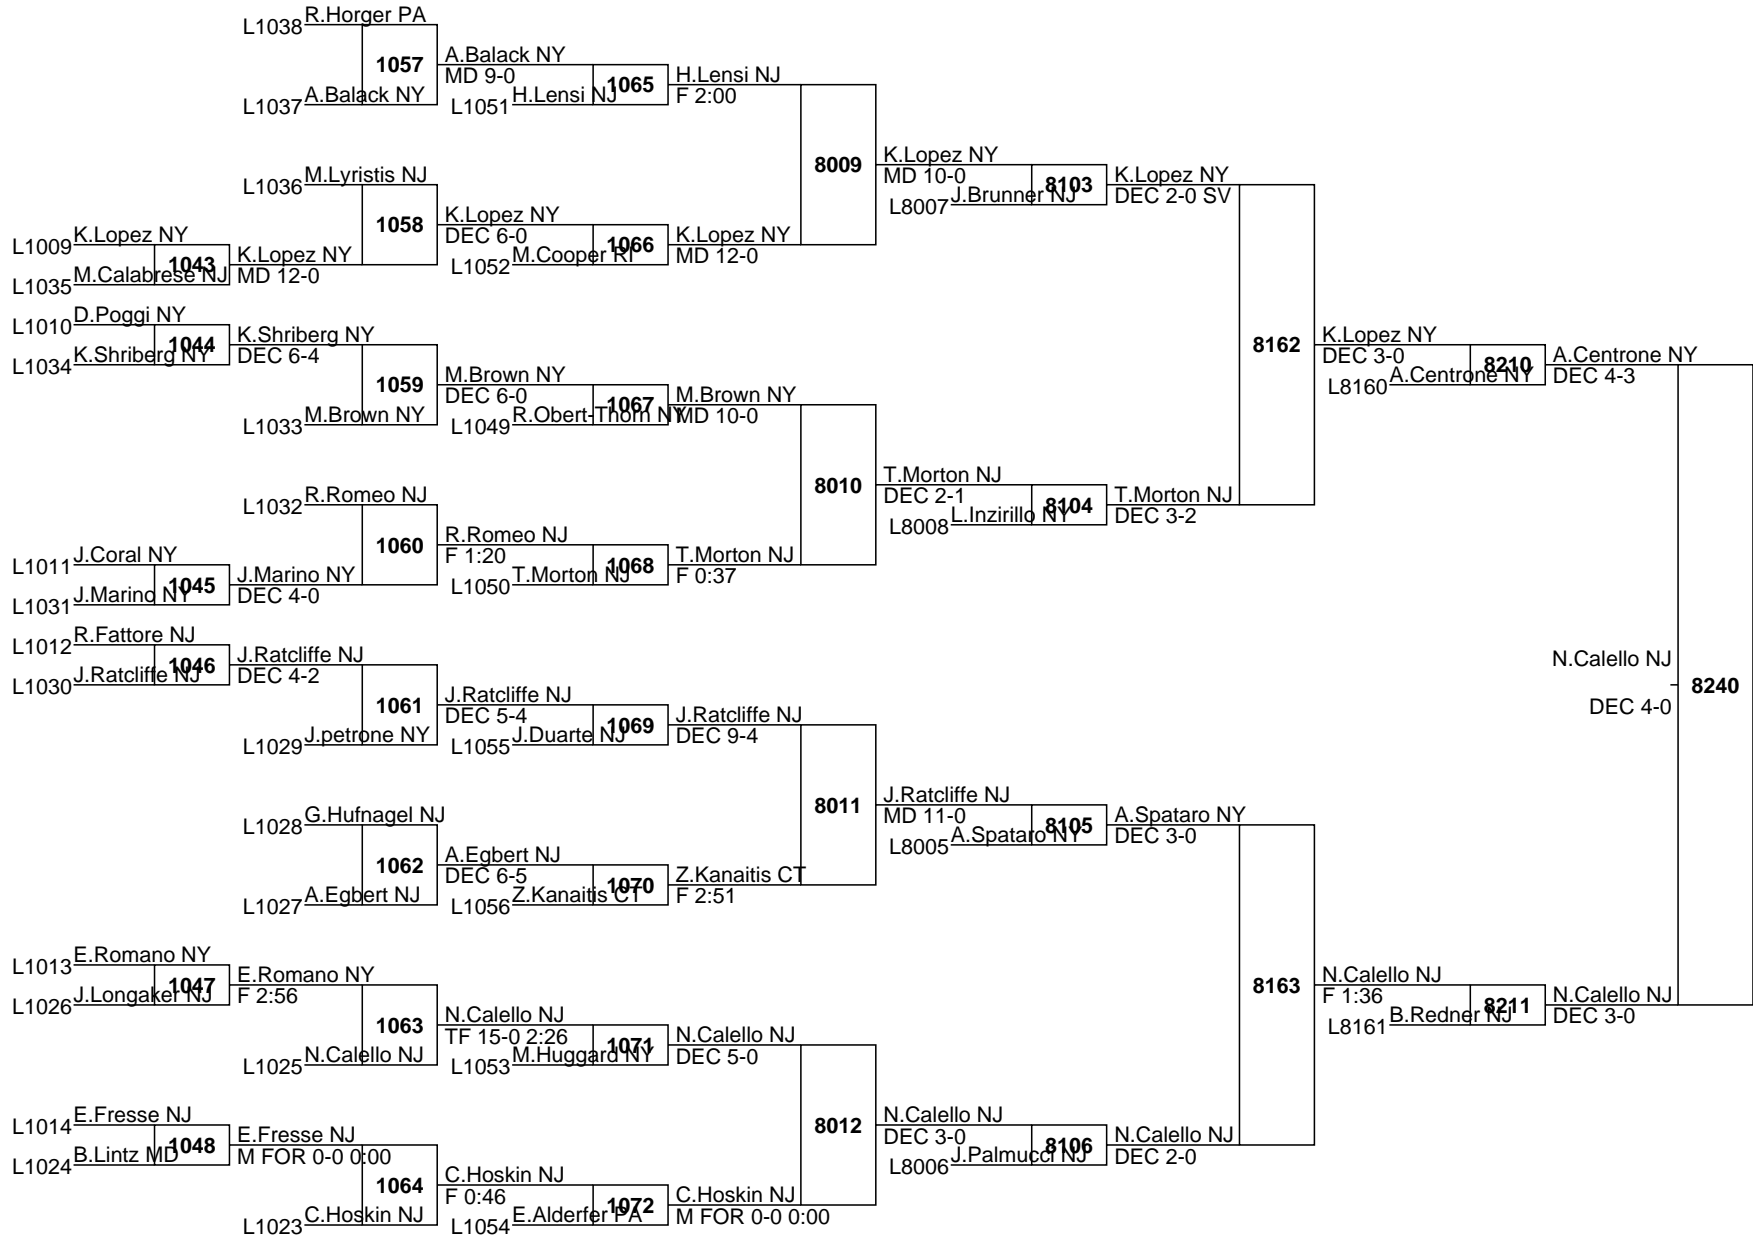 L1038 R.Horger PA
1057
L1037 A.Balack NY
A.Balack NY
MD 9-0
1065
L1051 H.Lensi NJ
H.Lensi NJ
F 2:00
8009
L1036 M.Lyristis NJ
1058
L1009 K.Lopez NY
1043
L1035 M.Calabrese NJ
K.Lopez NY
MD 12-0
K.Lopez NY
DEC 6-0
1066
L1052 M.Cooper RI
K.Lopez NY
MD 12-0
K.Lopez NY
MD 10-0
8103
L8007 J.Brunner NJ
K.Lopez NY
DEC 2-0 SV
L1010 D.Poggi NY
1044
L1034 K.Shriberg NY
K.Shriberg NY
DEC 6-4
1059
L1033 M.Brown NY
M.Brown NY
DEC 6-0
1067
L1049 R.Obert-Thorn NY
M.Brown NY
MD 10-0
8010
8162
K.Lopez NY
DEC 3-0
8210
L8160 A.Centrone NY
A.Centrone NY
DEC 4-3
L1032 R.Romeo NJ
1060
L1011 J.Coral NY
1045
L1031 J.Marino NY
J.Marino NY
DEC 4-0
R.Romeo NJ
F 1:20
1068
L1050 T.Morton NJ
T.Morton NJ
F 0:37
T.Morton NJ
DEC 2-1
8104
L8008 L.Inzirillo NY
T.Morton NJ
DEC 3-2
L1012 R.Fattore NJ
1046
L1030 J.Ratcliffe NJ
J.Ratcliffe NJ
DEC 4-2
1061
L1029 J.petrone NY
J.Ratcliffe NJ
DEC 5-4
1069
L1055 J.Duarte NJ
J.Ratcliffe NJ
DEC 9-4
N.Calello NJ
8240
DEC 4-0
8011
L1028 G.Hufnagel NJ
1062
L1027 A.Egbert NJ
A.Egbert NJ
DEC 6-5
1070
L1056 Z.Kanaitis CT
Z.Kanaitis CT
F 2:51
J.Ratcliffe NJ
MD 11-0
8105
L8005 A.Spataro NY
A.Spataro NY
DEC 3-0
L1013 E.Romano NY
1047
L1026 J.Longaker NJ
E.Romano NY
F 2:56
1063
L1025 N.Calello NJ
N.Calello NJ
TF 15-0 2:26
1071
L1053 M.Huggard NY
N.Calello NJ
DEC 5-0
8163
N.Calello NJ
F 1:36
8211
L8161 B.Redner NJ
N.Calello NJ
DEC 3-0
8012
L1014 E.Fresse NJ
1048
L1024 B.Lintz MD
E.Fresse NJ
M FOR 0-0 0:00
1064
L1023 C.Hoskin NJ
C.Hoskin NJ
F 0:46
1072
L1054 E.Alderfer PA
C.Hoskin NJ
M FOR 0-0 0:00
N.Calello NJ
DEC 3-0
8106
L8006 J.Palmucci NJ
N.Calello NJ
DEC 2-0